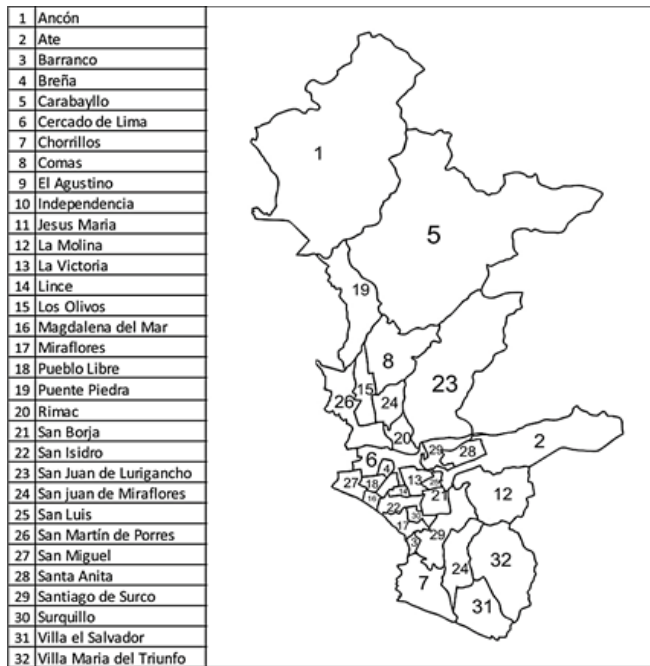 1 Ancón
2 Ate
3 Barranco
4 Breña
5 Carabayllo
6 Cercado de Lima
7 Chorrillos
8 Comas
9 El Agustino
10 Independencia
11 Jesus Maria
12 La Molina
13 La Victoria
14 Lince
15 Los Olivos
16 Magdalena del Mar
17 Miraflores
18 Pueblo Libre
19 Puente Piedra
20 Rimac
21 San Borja
22 San Isidro
23 San Juan de Lurigancho
24 San juan de Miraflores
25 San Luis
26 San Martín de Porres
27 San Miguel
28 Santa Anita
29 Santiago de Surco
30 Surquillo
31 Villa el Salvador
32 Villa Maria del Triunfo
1
5
19
8
23
15
26
24
20
2
29
28
6
4
27
18
13
12
16
22
21
17
30
29
3
24
32
7
31